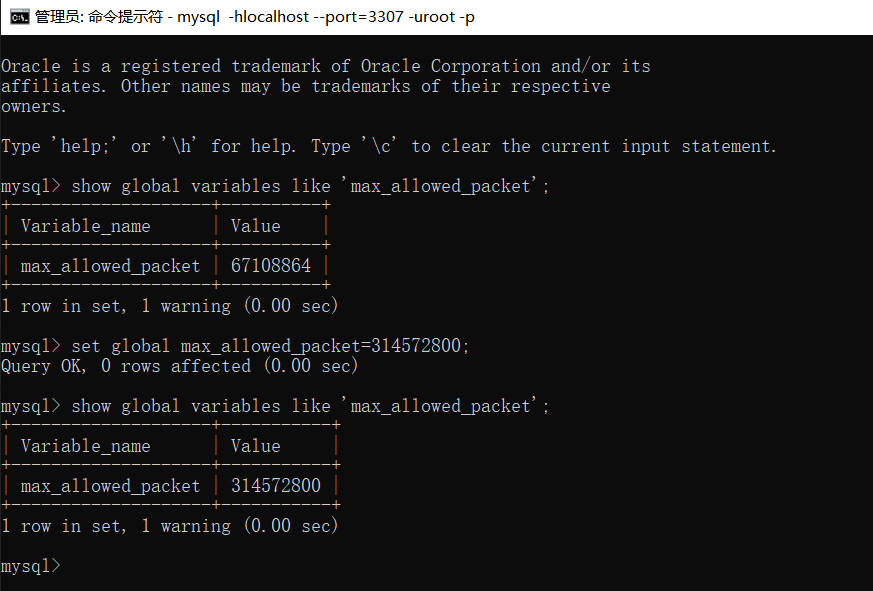 管理员: 命令提示符 - mysql  -hlocalhost --port=3307 -uroot -p
Oracle is a registered trademark of Oracle Corporation and/or its
affiliates. Other names may be trademarks of their respective
owners.
Type 'help;' or '\h' for help. Type '\c' to clear the current input statement.
mysql> show global variables like 'max_allowed_packet';
+--------------------+----------+
| Variable_name      | Value    |
+--------------------+----------+
| max_allowed_packet | 67108864 |
+--------------------+----------+
1 row in set, 1 warning (0.00 sec)
mysql> set global max_allowed_packet=314572800;
Query OK, 0 rows affected (0.00 sec)
mysql> show global variables like 'max_allowed_packet';
+--------------------+-----------+
| Variable_name      | Value     |
+--------------------+-----------+
| max_allowed_packet | 314572800 |
+--------------------+-----------+
1 row in set, 1 warning (0.00 sec)
mysql>